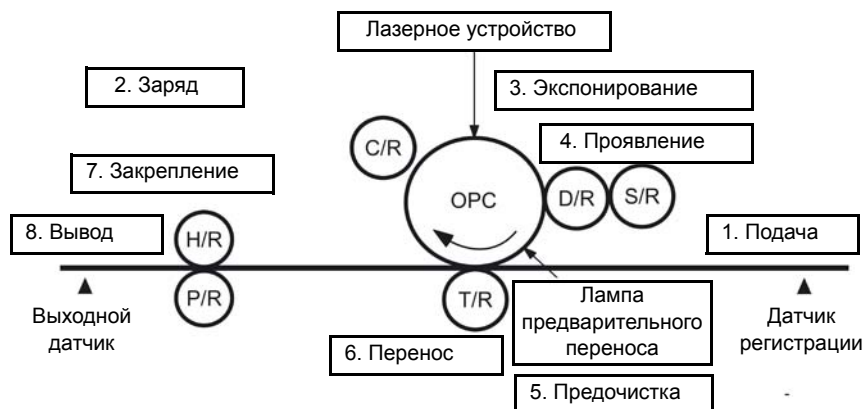 Лазерное устройство
2. Заряд
3. Экспонирование
4. Проявление
C/R
7. Закрепление
OPC
D/R
S/R
8. Вывод
H/R
1. Подача
P/R
T/R
Выходной
датчик
Лампа
предварительного
переноса
Датчик
регистрации
6. Перенос
5. Предочистка
-